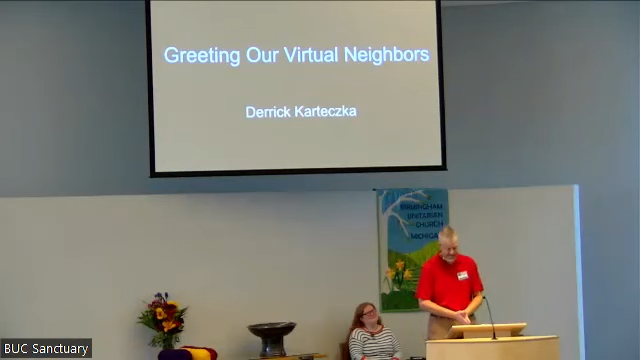 Greeting Our Virtual Neighbors
Derrick Karteczka
BIRMINGHAM
UNITARIAN
CHURCH
MICHIGAN
BUC Sanctuary